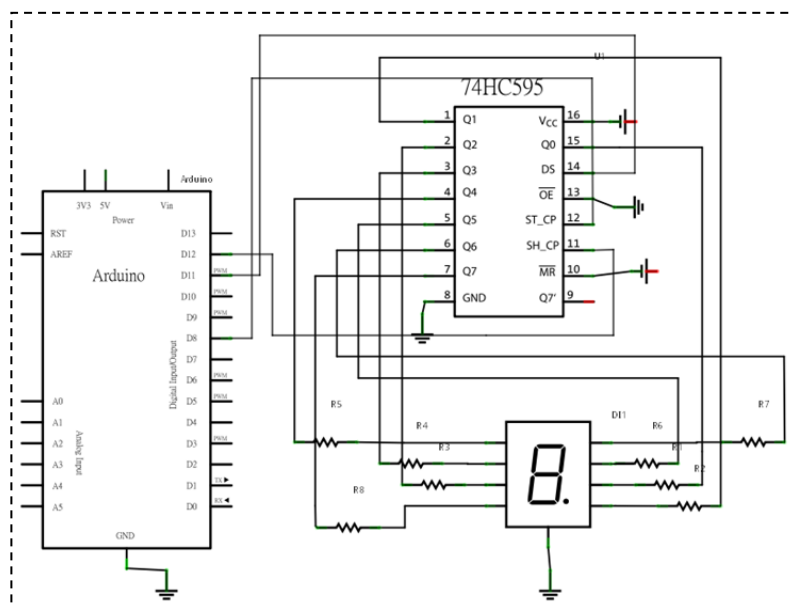 U1
74HC595
1 Q1 Vcc 16
2 Q2 Q0 15
3 Q3 DS 14
4 Q4 OE 13
5 Q5 ST_CP 12
6 Q6 SH_CP 11
7 Q7 MR 10
8 GND Q7' 9
Arduino
3V3 5V Vin
Power
RST D13
AREF D12
Arduino
D11 PWM
D10 PWM
D9 PWM
D8
D7
D6 PWM
Digital Input/Output
A0 D5 PWM
A1 D4
A2 D3 PWM
A3 D2
A4 D1 TX
A5 D0 RX
Analog Input
GND
R5
R4
R3
R8
DI1
R6
R1
R2
R7
8.